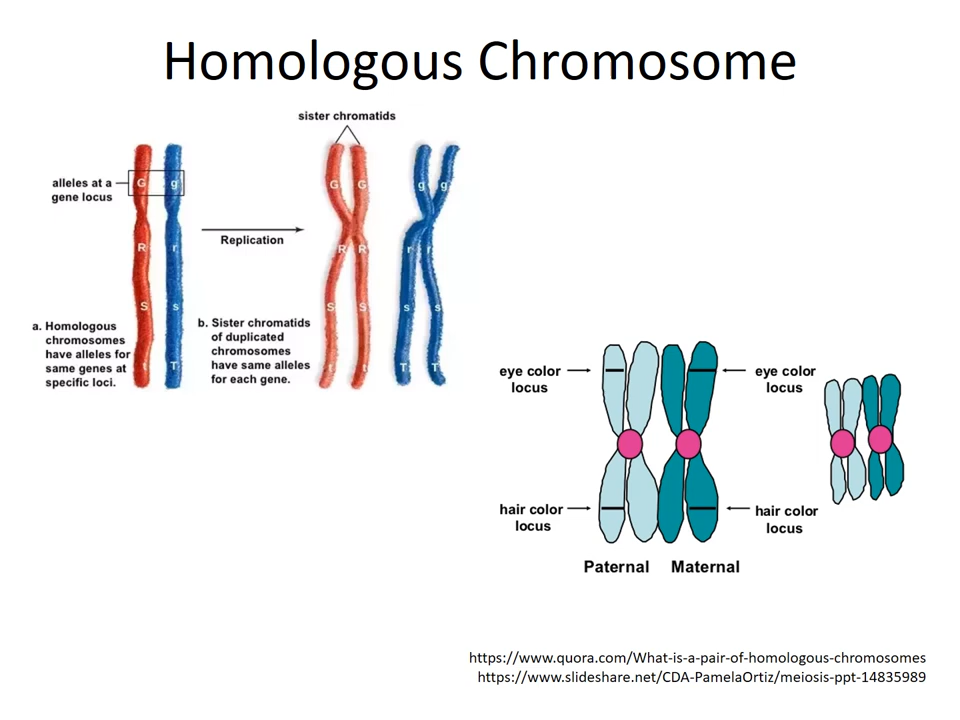 Homologous Chromosome
sister chromatids
alleles at a
gene locus
G
g
G
G
g
g
Replication
R
r
R
R
r
r
S
s
S
S
s
s
a. Homologous
chromosomes
have alleles for
same genes at
specific loci.
t
T
b. Sister chromatids
of duplicated
chromosomes
have same alleles
for each gene.
t
t
T
T
eye color
locus
eye color
locus
hair color
locus
hair color
locus
Paternal
Maternal
https://www.quora.com/What-is-a-pair-of-homologous-chromosomes
https://www.slideshare.net/CDA-PamelaOrtiz/meiosis-ppt-14835989